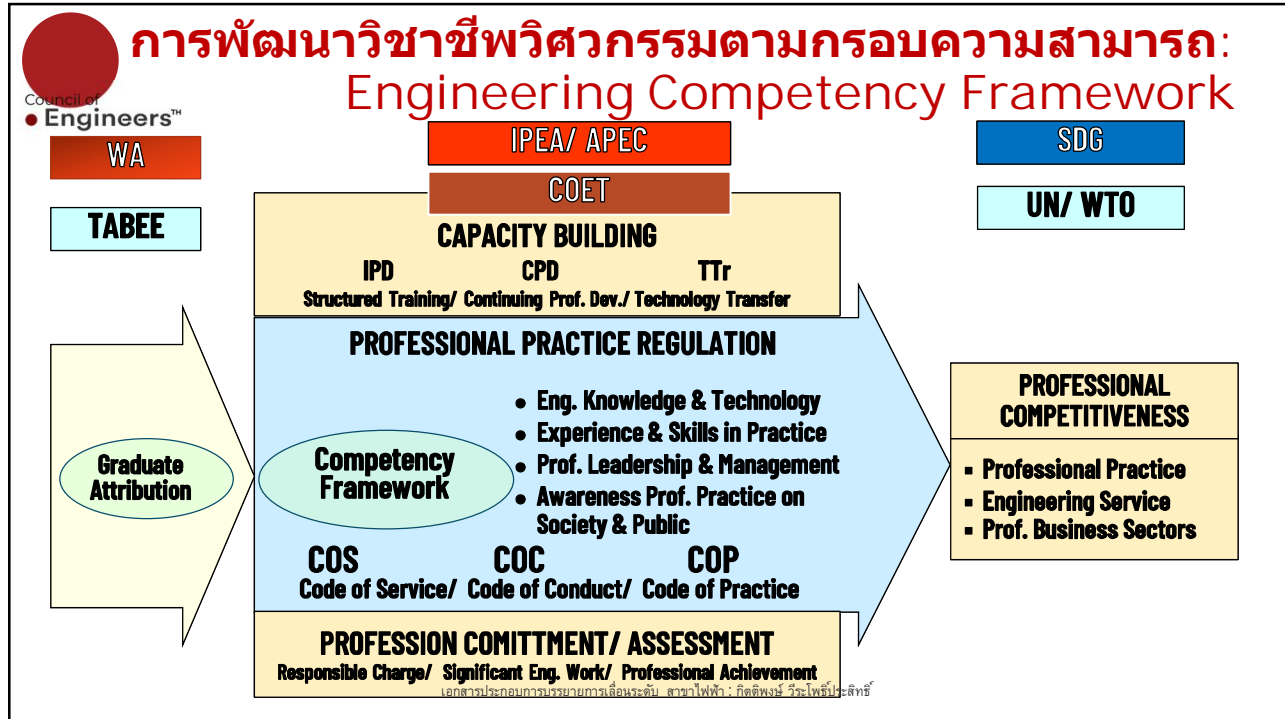 การพัฒนาวิชาชีพวิศวกรรมตามกรอบความสามารถ:
Engineering Competency Framework
Council of
Engineers™
WA
IPEA/ APEC
SDG
COET
TABEE
UN/ WTO
CAPACITY BUILDING
IPD CPD TTr
Structured Training/ Continuing Prof. Dev./ Technology Transfer
PROFESSIONAL PRACTICE REGULATION
• Eng. Knowledge & Technology
• Experience & Skills in Practice
• Prof. Leadership & Management
• Awareness Prof. Practice on
Society & Public
Graduate
Attribution
Competency
Framework
COS COC COP
Code of Service/ Code of Conduct/ Code of Practice
PROFESSIONAL
COMPETITIVENESS
▪ Professional Practice
▪ Engineering Service
▪ Prof. Business Sectors
PROFESSION COMITTMENT/ ASSESSMENT
Responsible Charge/ Significant Eng. Work/ Professional Achievement
เอกสารประกอบการบรรยายการเลื่อนระดับ สาขาไฟฟ้า : กิตติพงษ์ วีระโพธิ์ประสิทธิ์